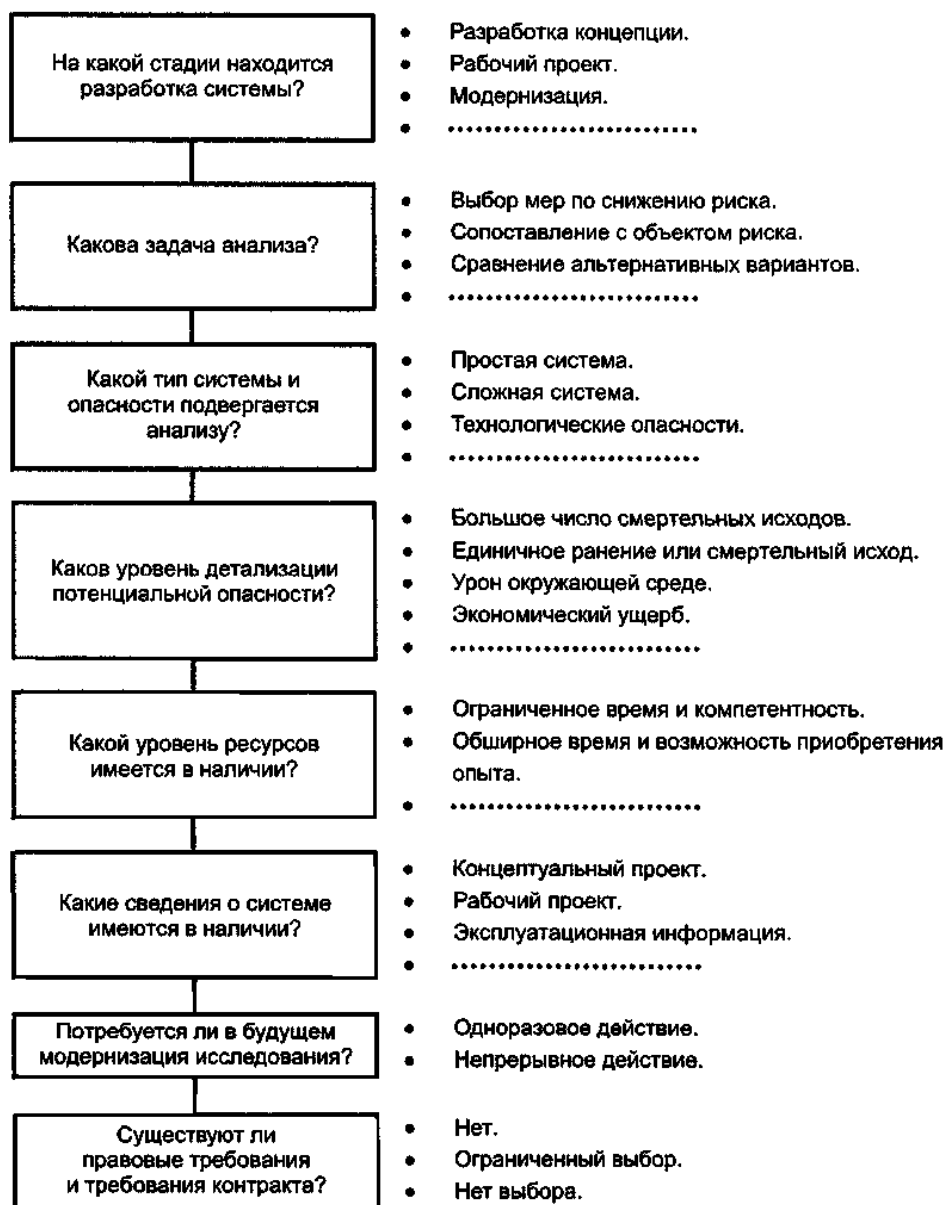 На какой стадии находится
разработка системы?
• Разработка концепции.
• Рабочий проект.
• Модернизация.
• ............................
Какова задача анализа?
• Выбор мер по снижению риска.
• Сопоставление с объектом риска.
• Сравнение альтернативных вариантов.
• ............................
Какой тип системы и
опасности подвергается
анализу?
• Простая система.
• Сложная система.
• Технологические опасности.
• ............................
Каков уровень детализации
потенциальной опасности?
• Большое число смертельных исходов.
• Единичное ранение или смертельный исход.
• Урон окружающей среде.
• Экономический ущерб.
• ............................
Какой уровень ресурсов
имеется в наличии?
• Ограниченное время и компетентность.
• Обширное время и возможность приобретения
опыта.
• ............................
Какие сведения о системе
имеются в наличии?
• Концептуальный проект.
• Рабочий проект.
• Эксплуатационная информация.
• ............................
Потребуется ли в будущем
модернизация исследования?
• Одноразовое действие.
• Непрерывное действие.
Существуют ли
правовые требования
и требования контракта?
• Нет.
• Ограниченный выбор.
• Нет выбора.